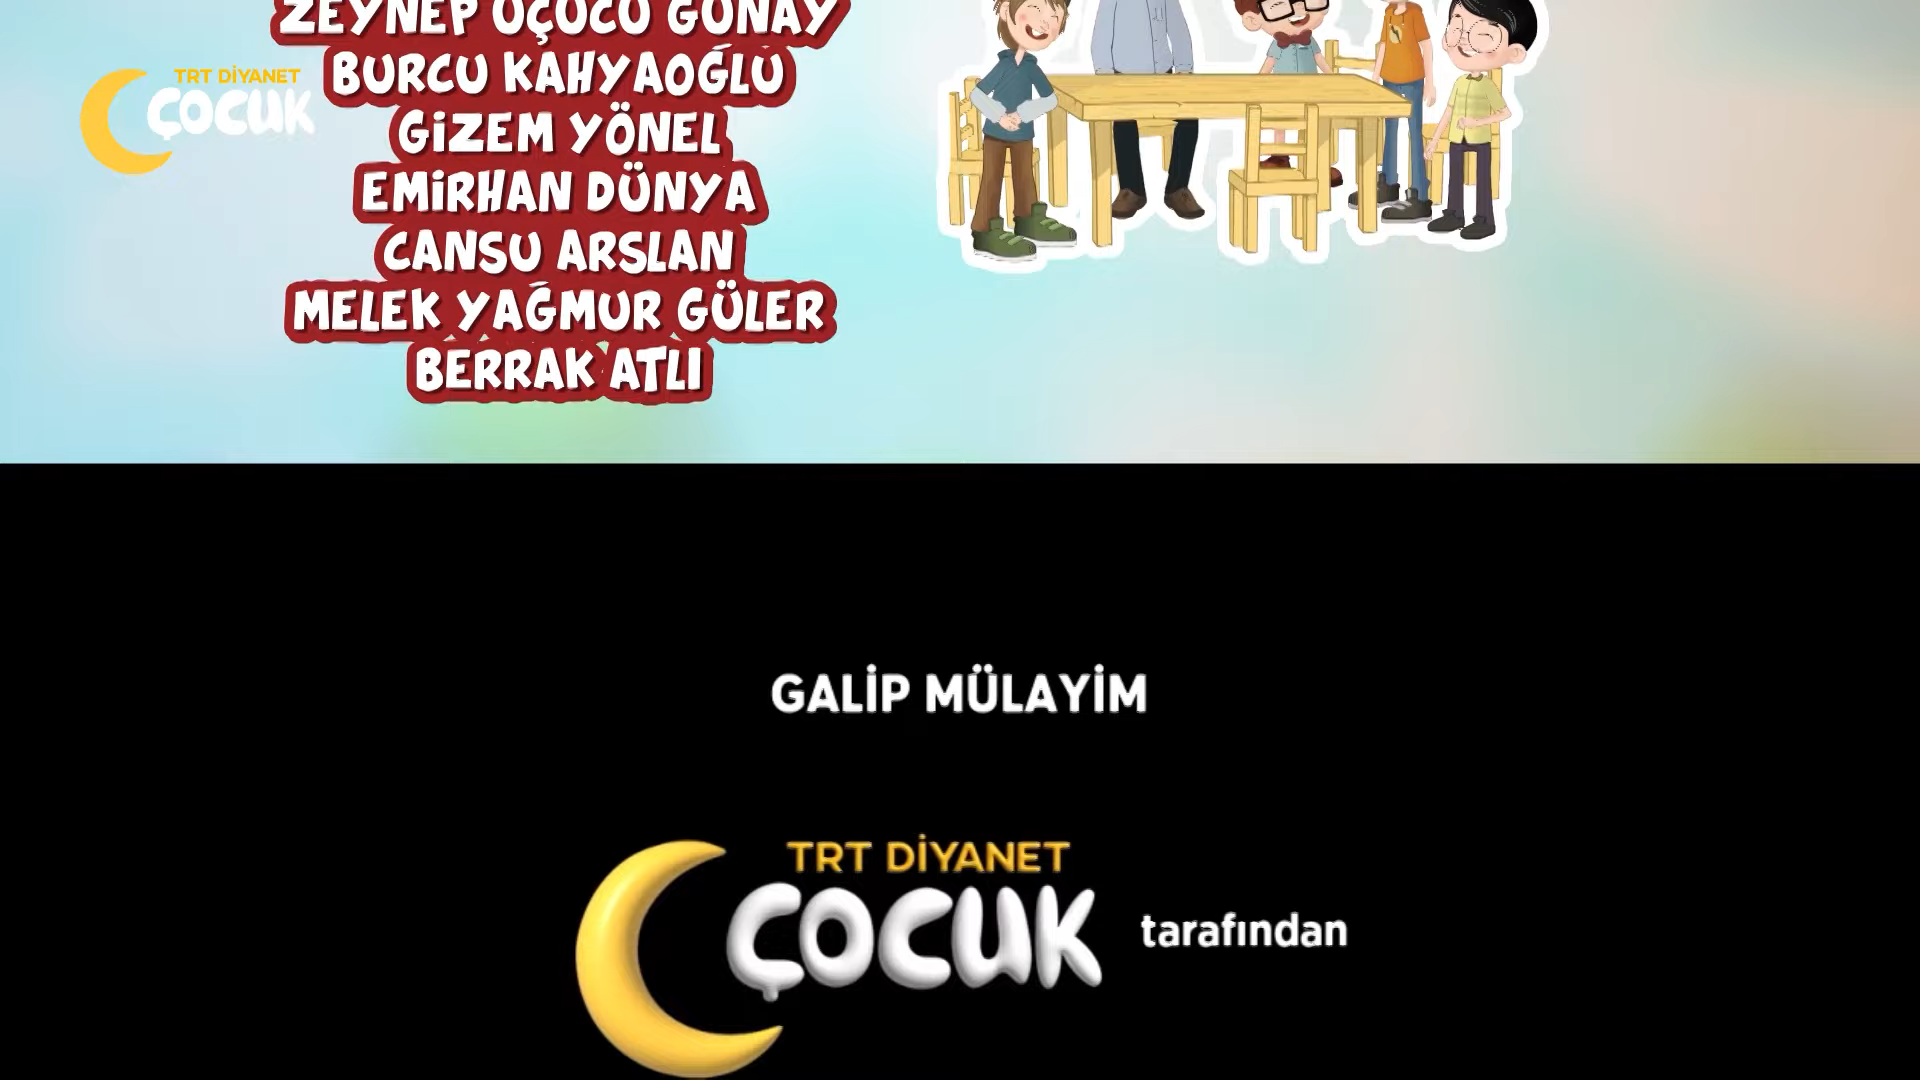 ZEYNEP ÜÇÜCÜ GÜNAY
BURCU KAHYAOĞLU
GİZEM YÖNEL
EMİRHAN DÜNYA
CANSU ARSLAN
MELEK YAĞMUR GÜLER
BERRAK ATLI
TRT DİYANET
ÇOCUK
GALİP MÜLAYİM
TRT DİYANET
ÇOCUK tarafından